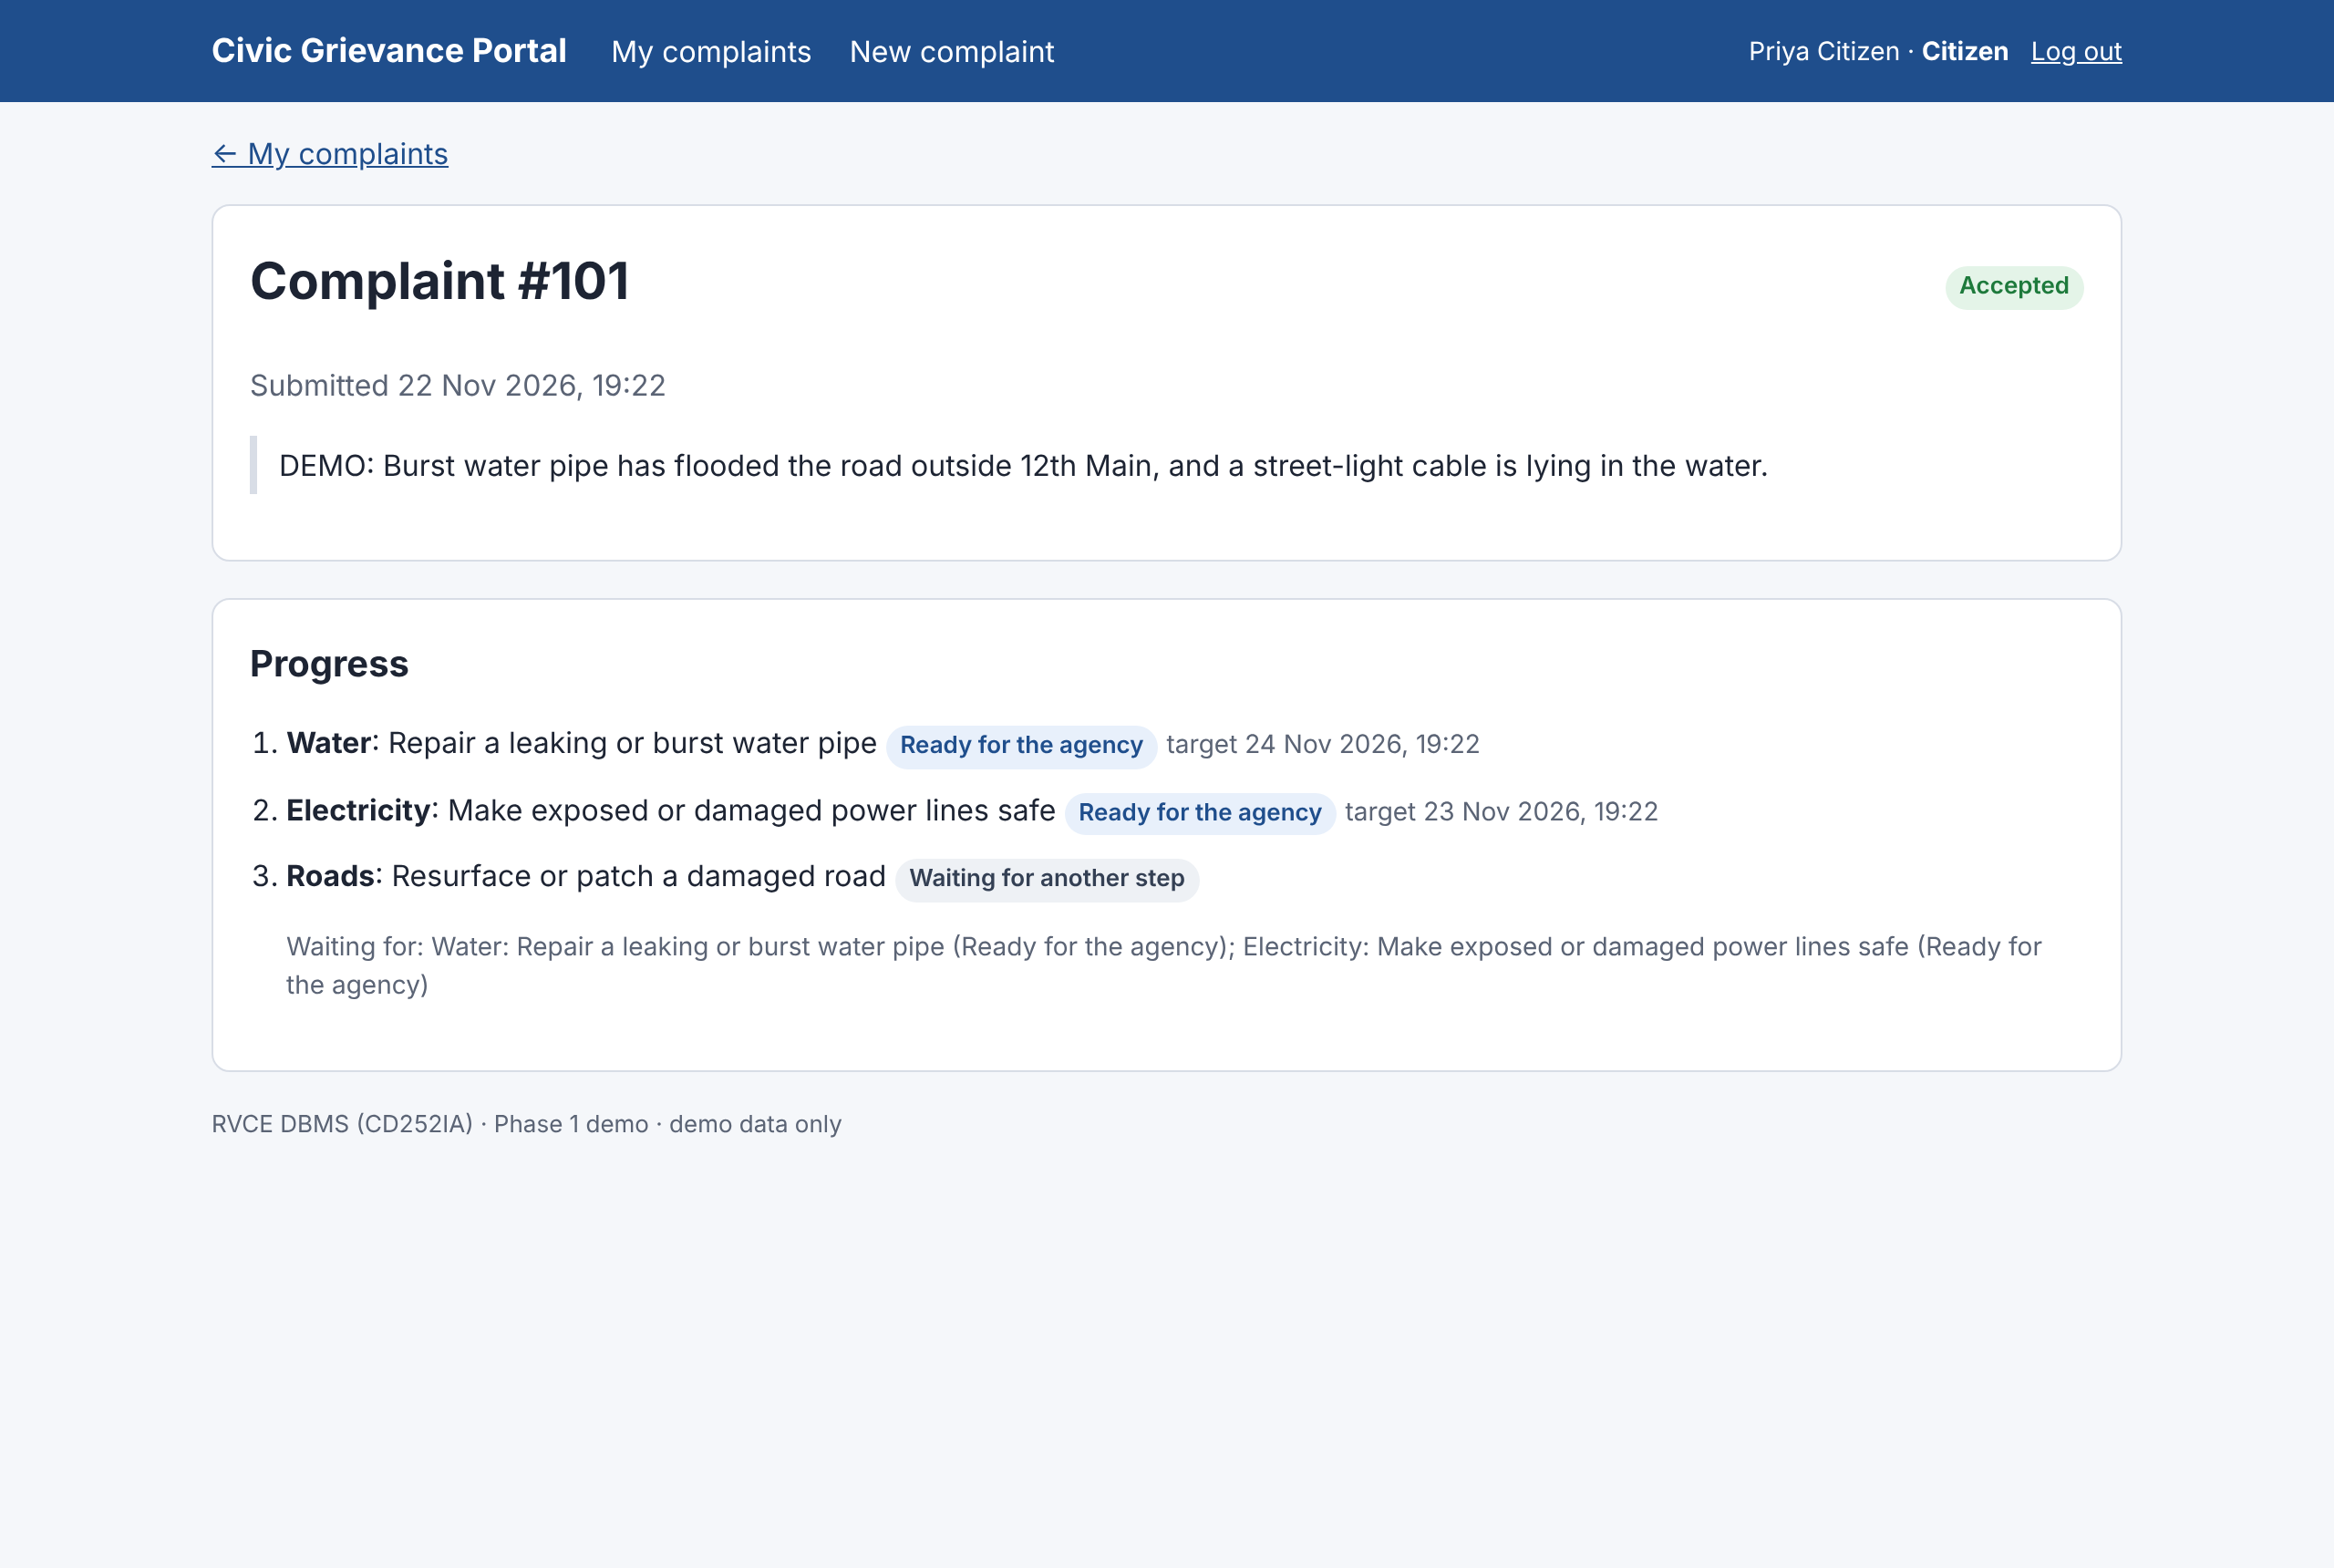 Civic Grievance Portal My complaints New complaint Priya Citizen · Citizen Log out
← My complaints
Complaint #101 Accepted
Submitted 22 Nov 2026, 19:22
DEMO: Burst water pipe has flooded the road outside 12th Main, and a street-light cable is lying in the water.
Progress
1. Water: Repair a leaking or burst water pipe Ready for the agency target 24 Nov 2026, 19:22
2. Electricity: Make exposed or damaged power lines safe Ready for the agency target 23 Nov 2026, 19:22
3. Roads: Resurface or patch a damaged road Waiting for another step
Waiting for: Water: Repair a leaking or burst water pipe (Ready for the agency); Electricity: Make exposed or damaged power lines safe (Ready for
the agency)
RVCE DBMS (CD252IA) · Phase 1 demo · demo data only